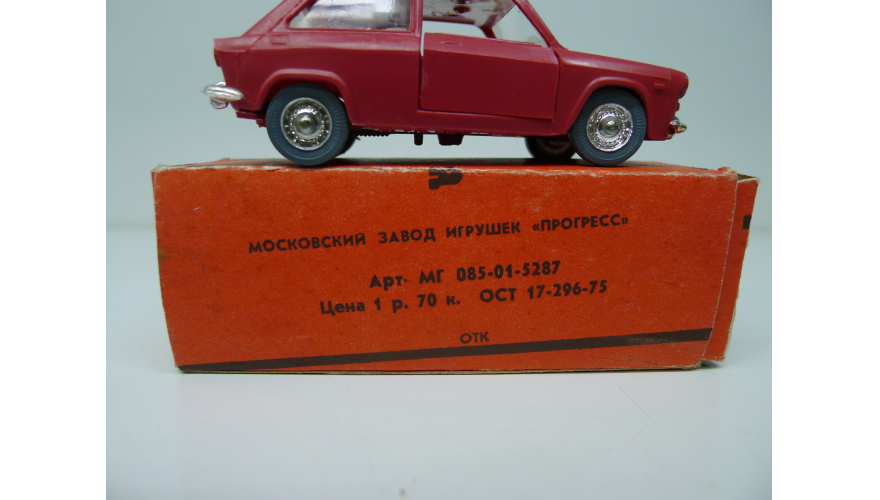 МОСКОВСКИЙ ЗАВОД ИГРУШЕК «ПРОГРЕСС»
Арт. МГ 085-01-5287
Цена 1 р. 70 к. ОСТ 17-296-75
ОТК